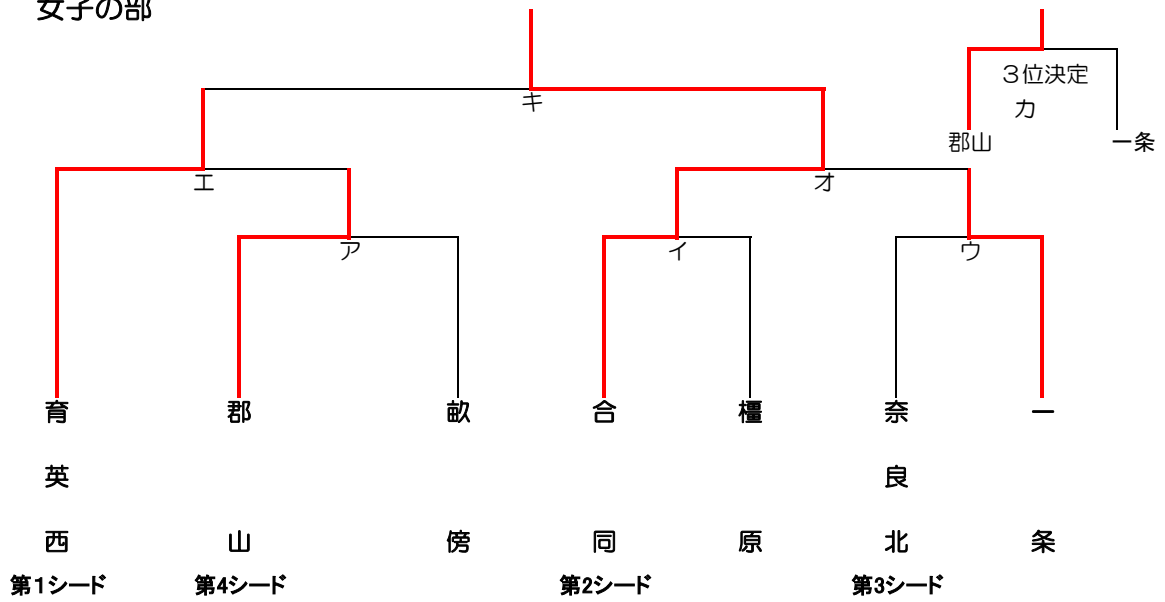 女子の部
３位決定
キ
カ
郡山
一条
エ
オ
ア
イ
ウ
育英西
郡山
畝傍
合同
橿原
奈良北
一条
第1シード
第4シード
第2シード
第3シード